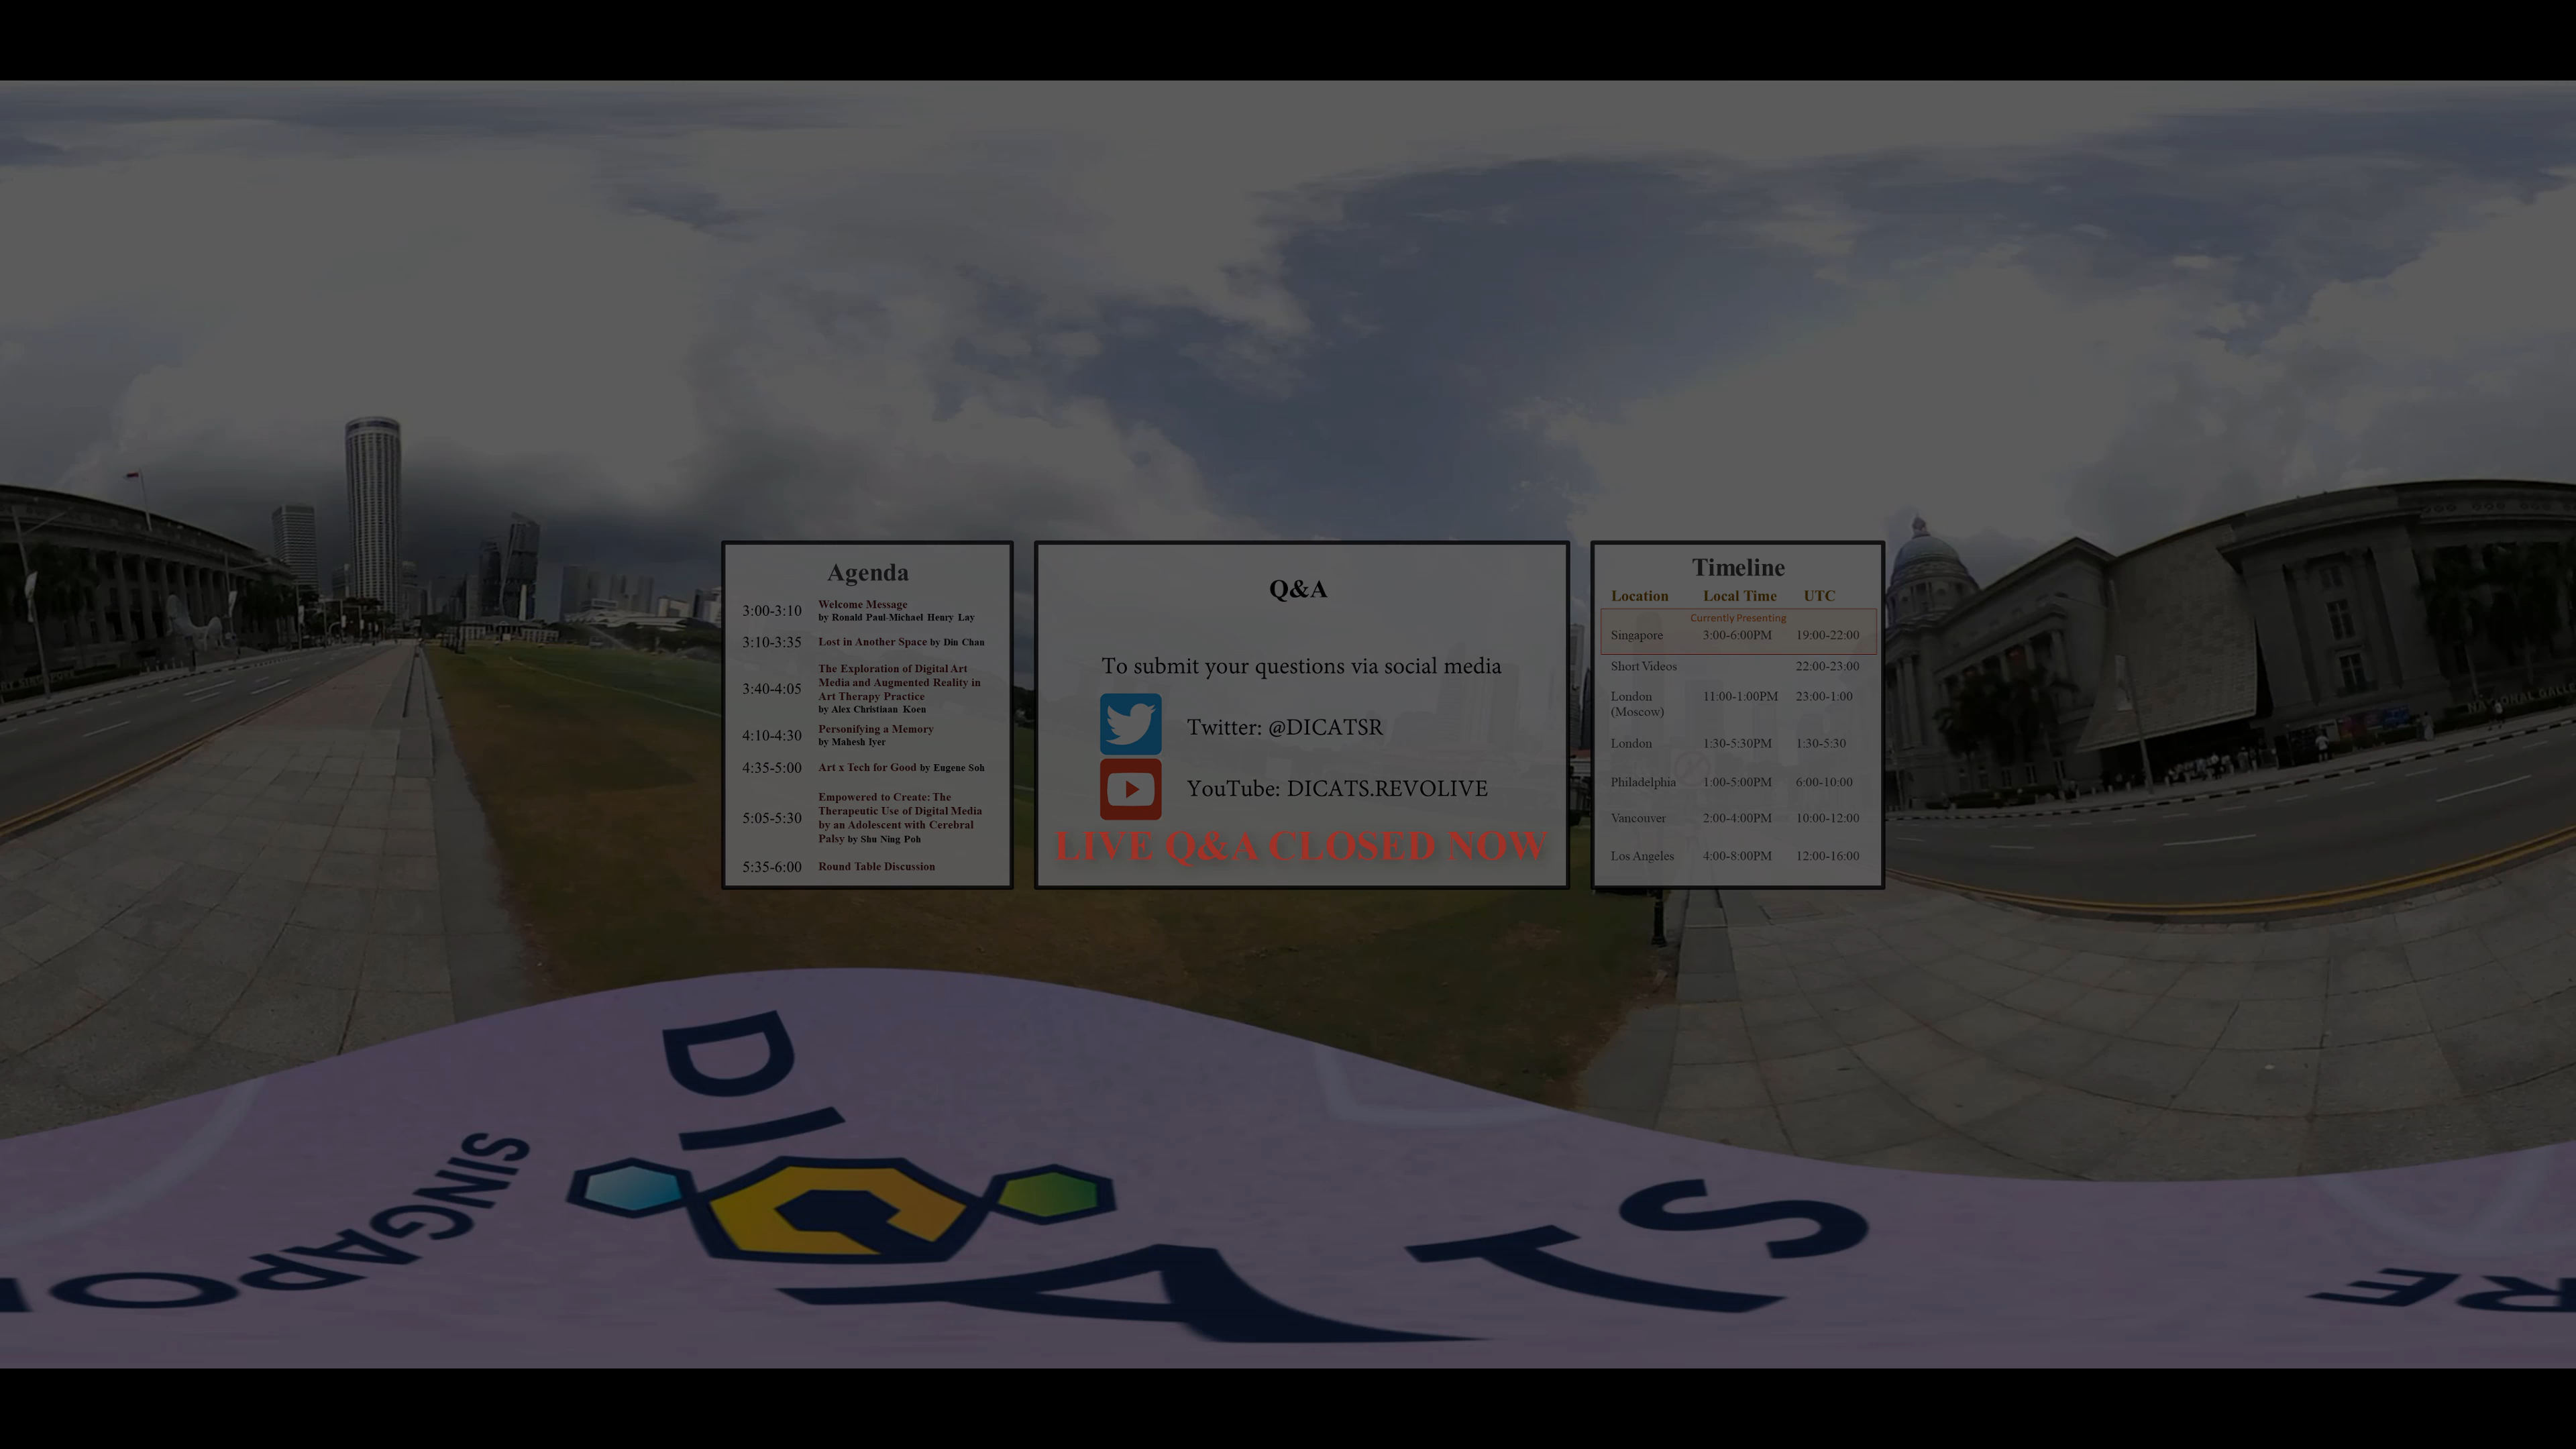 Agenda
3:00-3:10
Welcome Message
by Ronald Paul-Michael Henry Lay
3:10-3:35
Lost in Another Space by Din Chan
3:40-4:05
The Exploration of Digital Art
Media and Augmented Reality in
Art Therapy Practice
by Alex Christiaan Koen
4:10-4:30
Personifying a Memory
by Mahesh Iyer
4:35-5:00
Art x Tech for Good by Eugene Soh
5:05-5:30
Empowered to Create: The
Therapeutic Use of Digital Media
by an Adolescent with Cerebral
Palsy by Shu Ning Poh
5:35-6:00
Round Table Discussion
Q&A
To submit your questions via social media
Twitter: @DICATSR
YouTube: DICATS.REVOLIVE
LIVE Q&A CLOSED NOW
Timeline
Location Local Time UTC
Currently Presenting
Singapore 3:00-6:00PM 19:00-22:00
Short Videos 22:00-23:00
London 11:00-1:00PM 23:00-1:00
(Moscow)
London 1:30-5:30PM 1:30-5:30
Philadelphia 1:00-5:00PM 6:00-10:00
Vancouver 2:00-4:00PM 10:00-12:00
Los Angeles 4:00-8:00PM 12:00-16:00
NATIONAL GALLE
DICATS
SINGAPO
RE